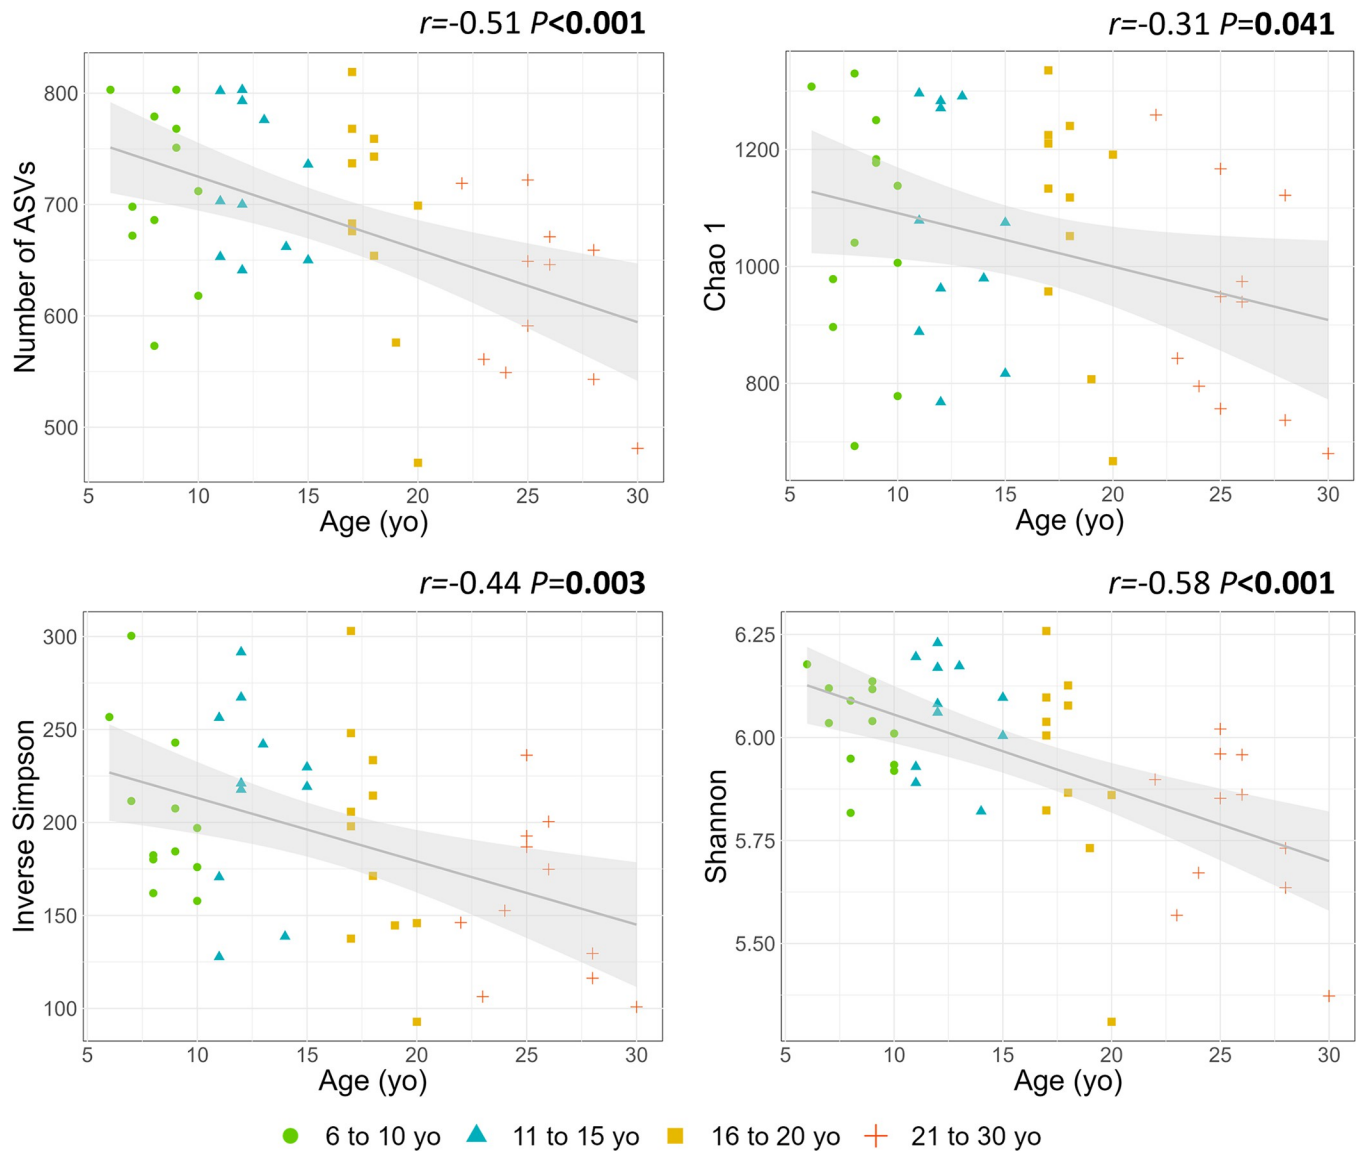 r=-0.51 P<0.001
800
700
600
500
Number of ASVs
5 10 15 20 25 30
Age (yo)
r=-0.31 P=0.041
1200
1000
800
Chao 1
5 10 15 20 25 30
Age (yo)
r=-0.44 P=0.003
300
250
200
150
100
Inverse Simpson
5 10 15 20 25 30
Age (yo)
r=-0.58 P<0.001
6.25
6.00
5.75
5.50
Shannon
5 10 15 20 25 30
Age (yo)
6 to 10 yo 11 to 15 yo 16 to 20 yo 21 to 30 yo